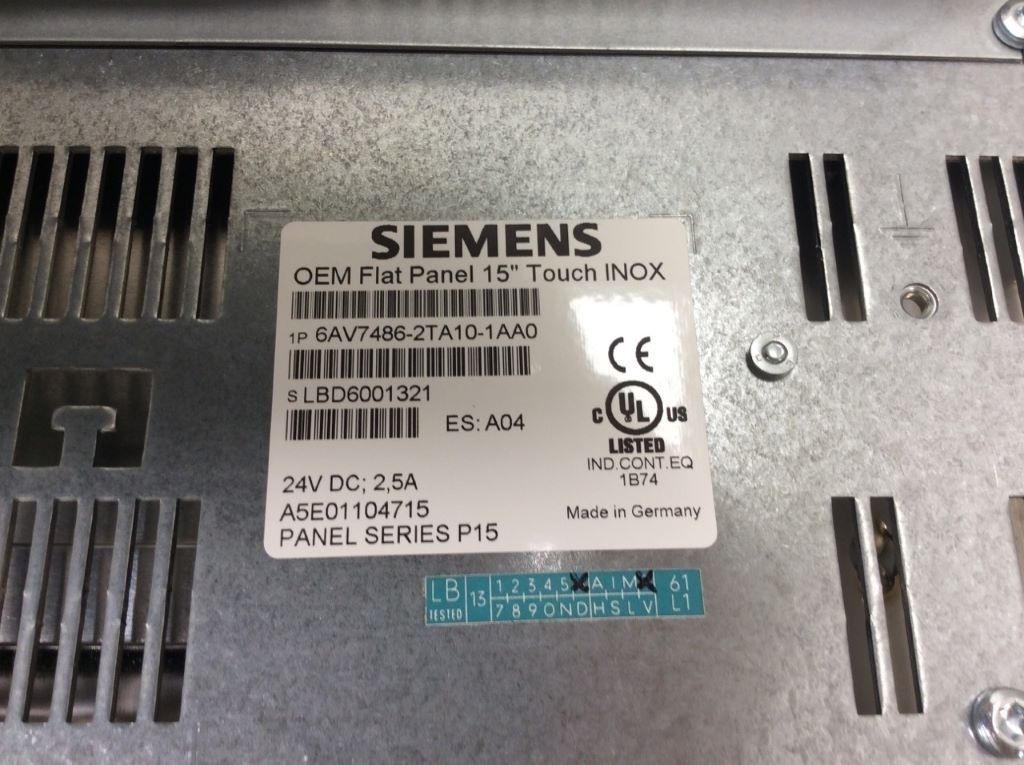 SIEMENS
OEM Flat Panel 15" Touch INOX
1P 6AV7486-2TA10-1AA0
S LBD6001321
ES: A04
CE
C UL US
LISTED
IND.CONT.EQ
1B74
24V DC; 2,5A
A5E01104715
PANEL SERIES P15
Made in Germany
LB TESTED 13
1 2 3 4 5 A I M 61
7 8 9 O N D H S L V L1